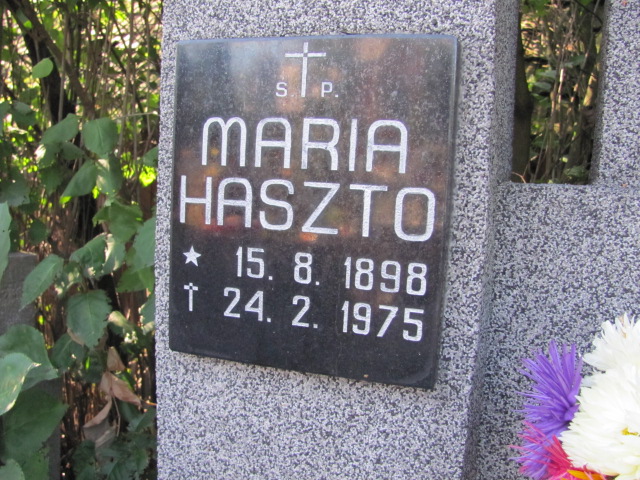 S. P.
MARIA
HASZTO
* 15. 8. 1898
† 24. 2. 1975